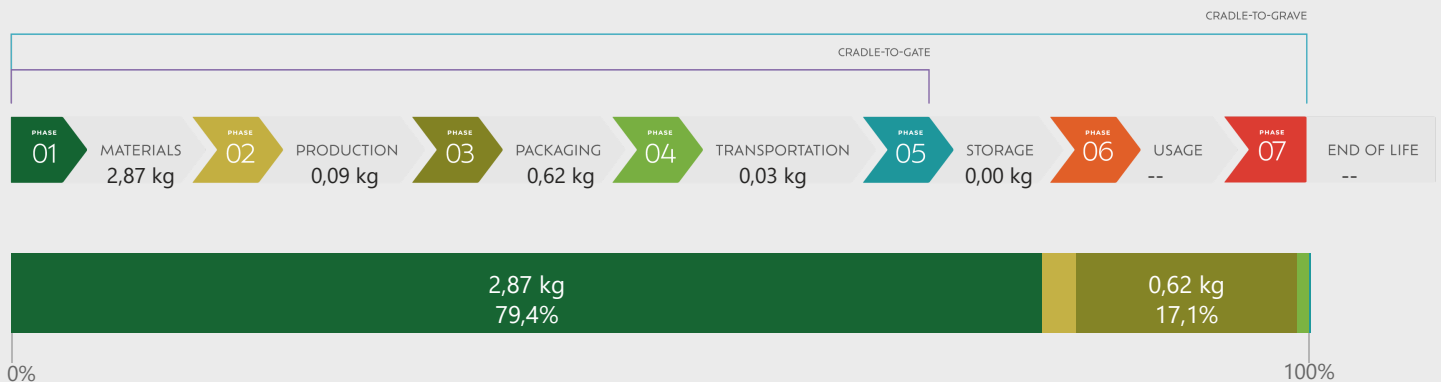 CRADLE-TO-GRAVE
CRADLE-TO-GATE
PHASE
01
MATERIALS
2,87 kg
PHASE
02
PRODUCTION
0,09 kg
PHASE
03
PACKAGING
0,62 kg
PHASE
04
TRANSPORTATION
0,03 kg
PHASE
05
STORAGE
0,00 kg
PHASE
06
USAGE
--
PHASE
07
END OF LIFE
--
2,87 kg
79,4%
0,62 kg
17,1%
0%
100%